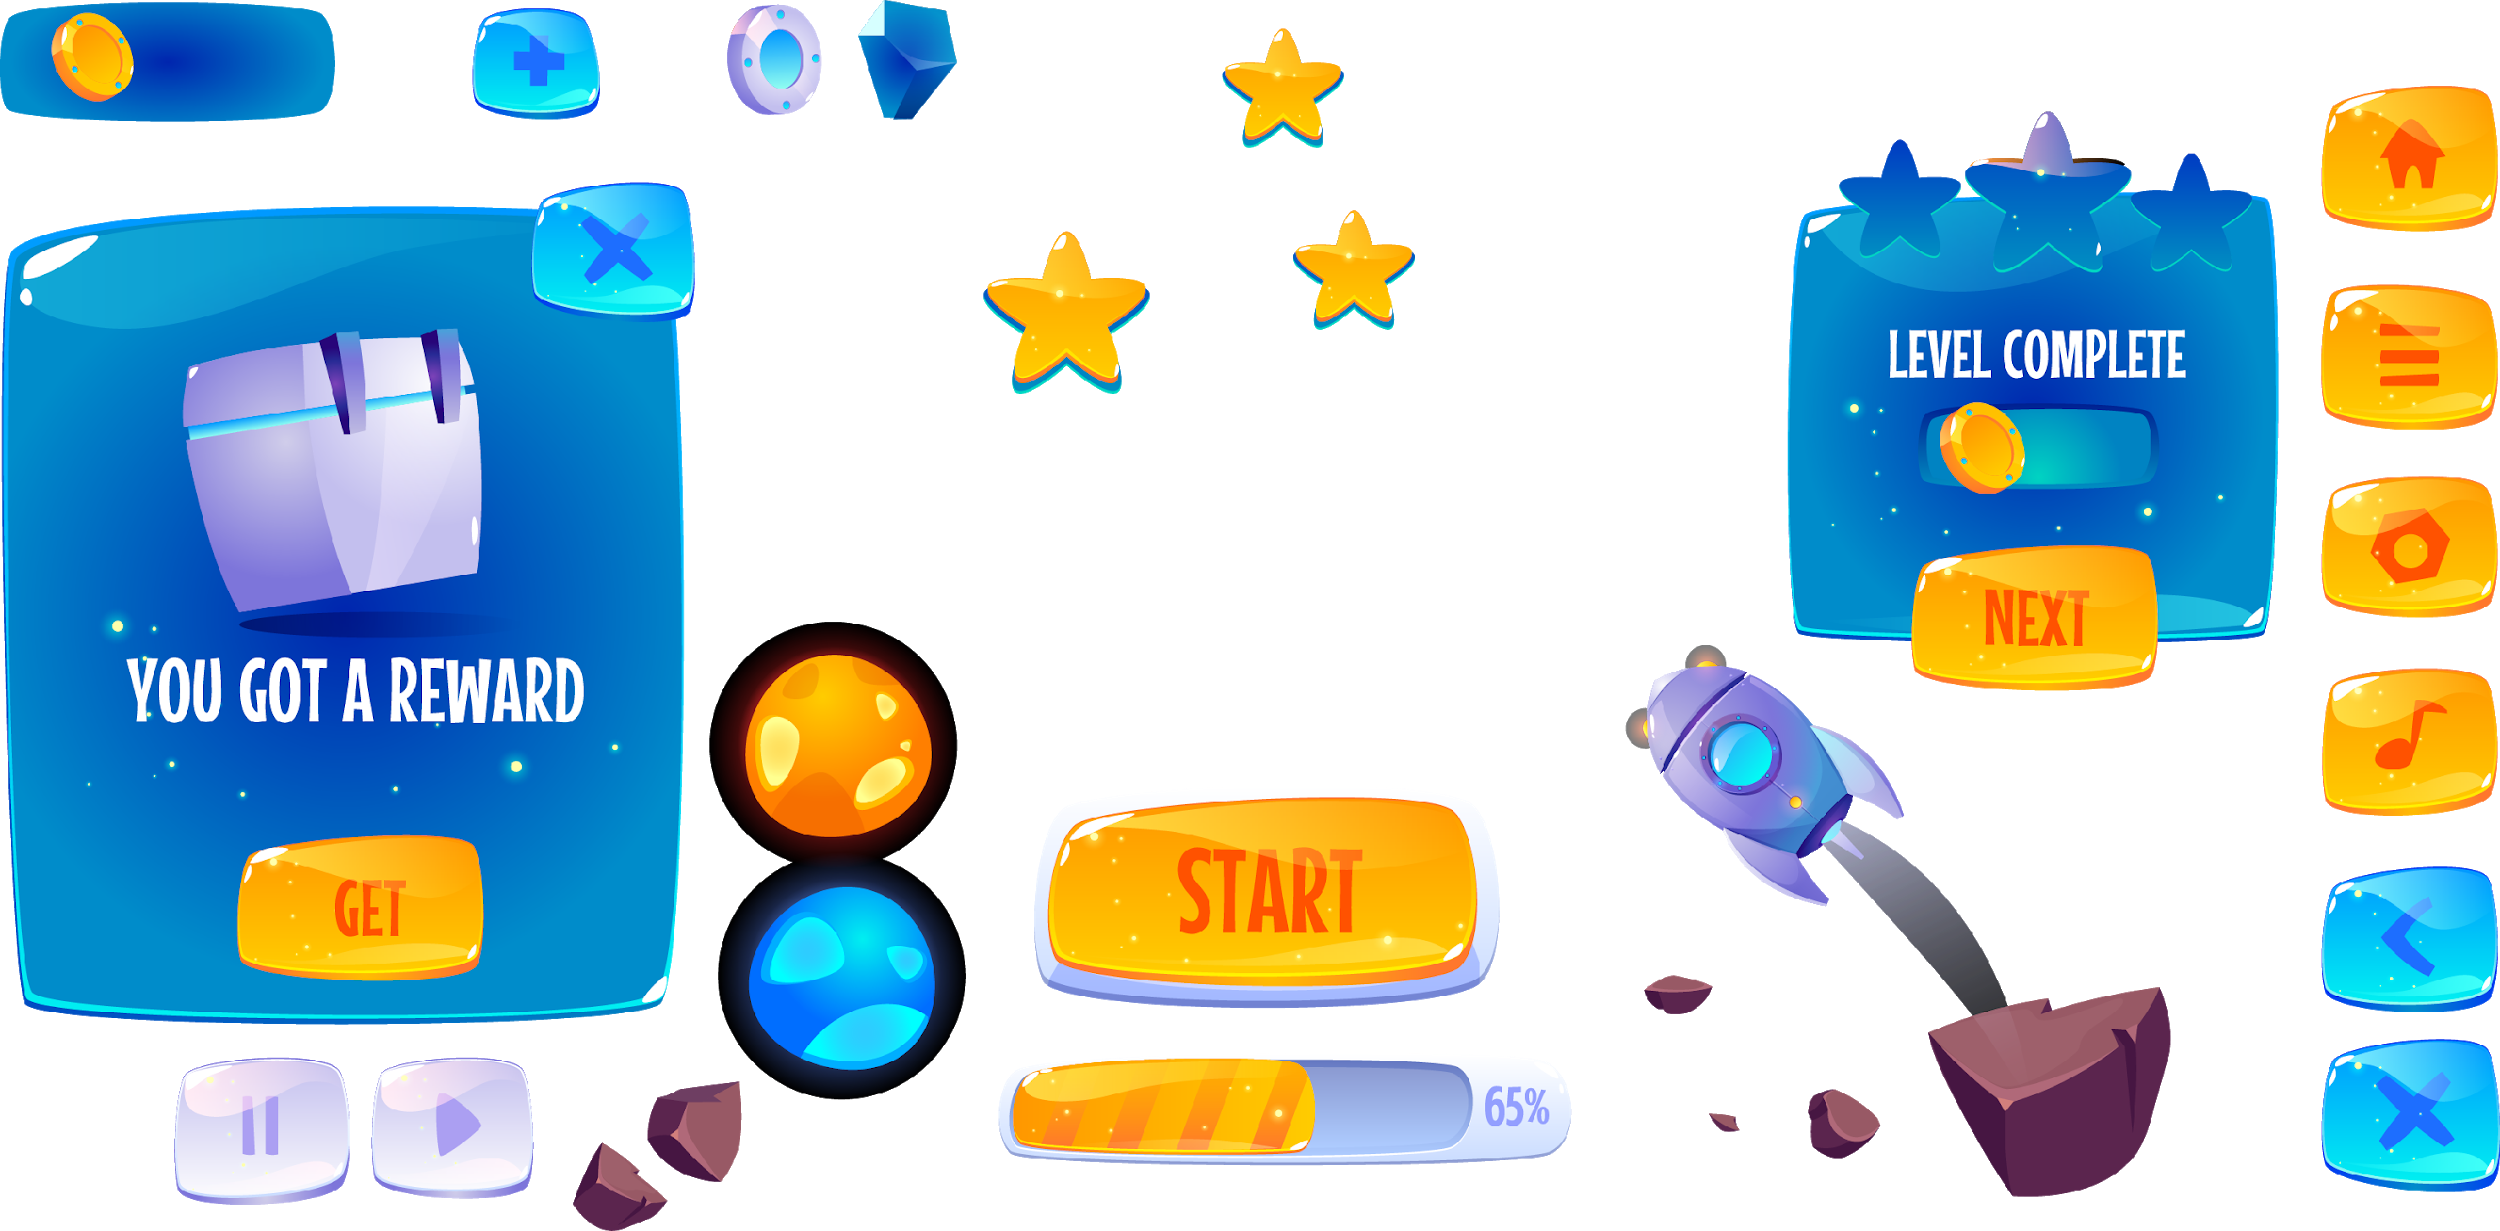 YOU GOT A REWARD
GET
START
65%
LEVEL COMPLETE
NEXT